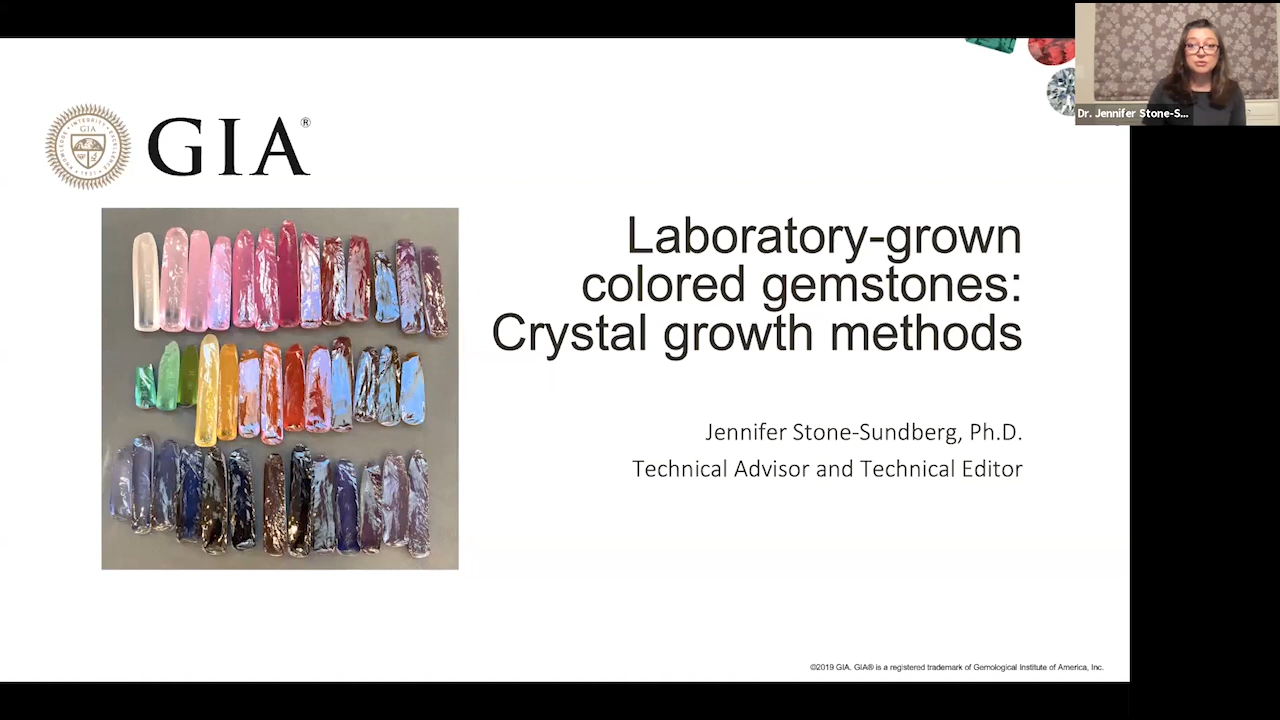 Dr. Jennifer Stone-S...
GIA
GIA®
Laboratory-grown
colored gemstones:
Crystal growth methods
Jennifer Stone-Sundberg, Ph.D.
Technical Advisor and Technical Editor
©2019 GIA. GIA® is a registered trademark of Gemological Institute of America, Inc.